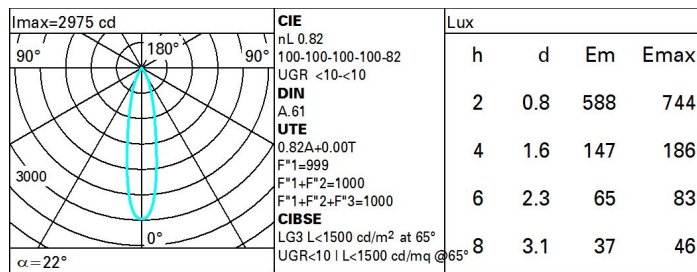 Imax=2975 cd
90°
180°
90°
3000
0°
α=22°
CIE
nL 0.82
100-100-100-100-82
UGR <10-<10
DIN
A.61
UTE
0.82A+0.00T
F"1=999
F"1+F"2=1000
F"1+F"2+F"3=1000
CIBSE
LG3 L<1500 cd/m² at 65°
UGR<10 | L<1500 cd/mq @65°
Lux
h d Em Emax
2 0.8 588 744
4 1.6 147 186
6 2.3 65 83
8 3.1 37 46